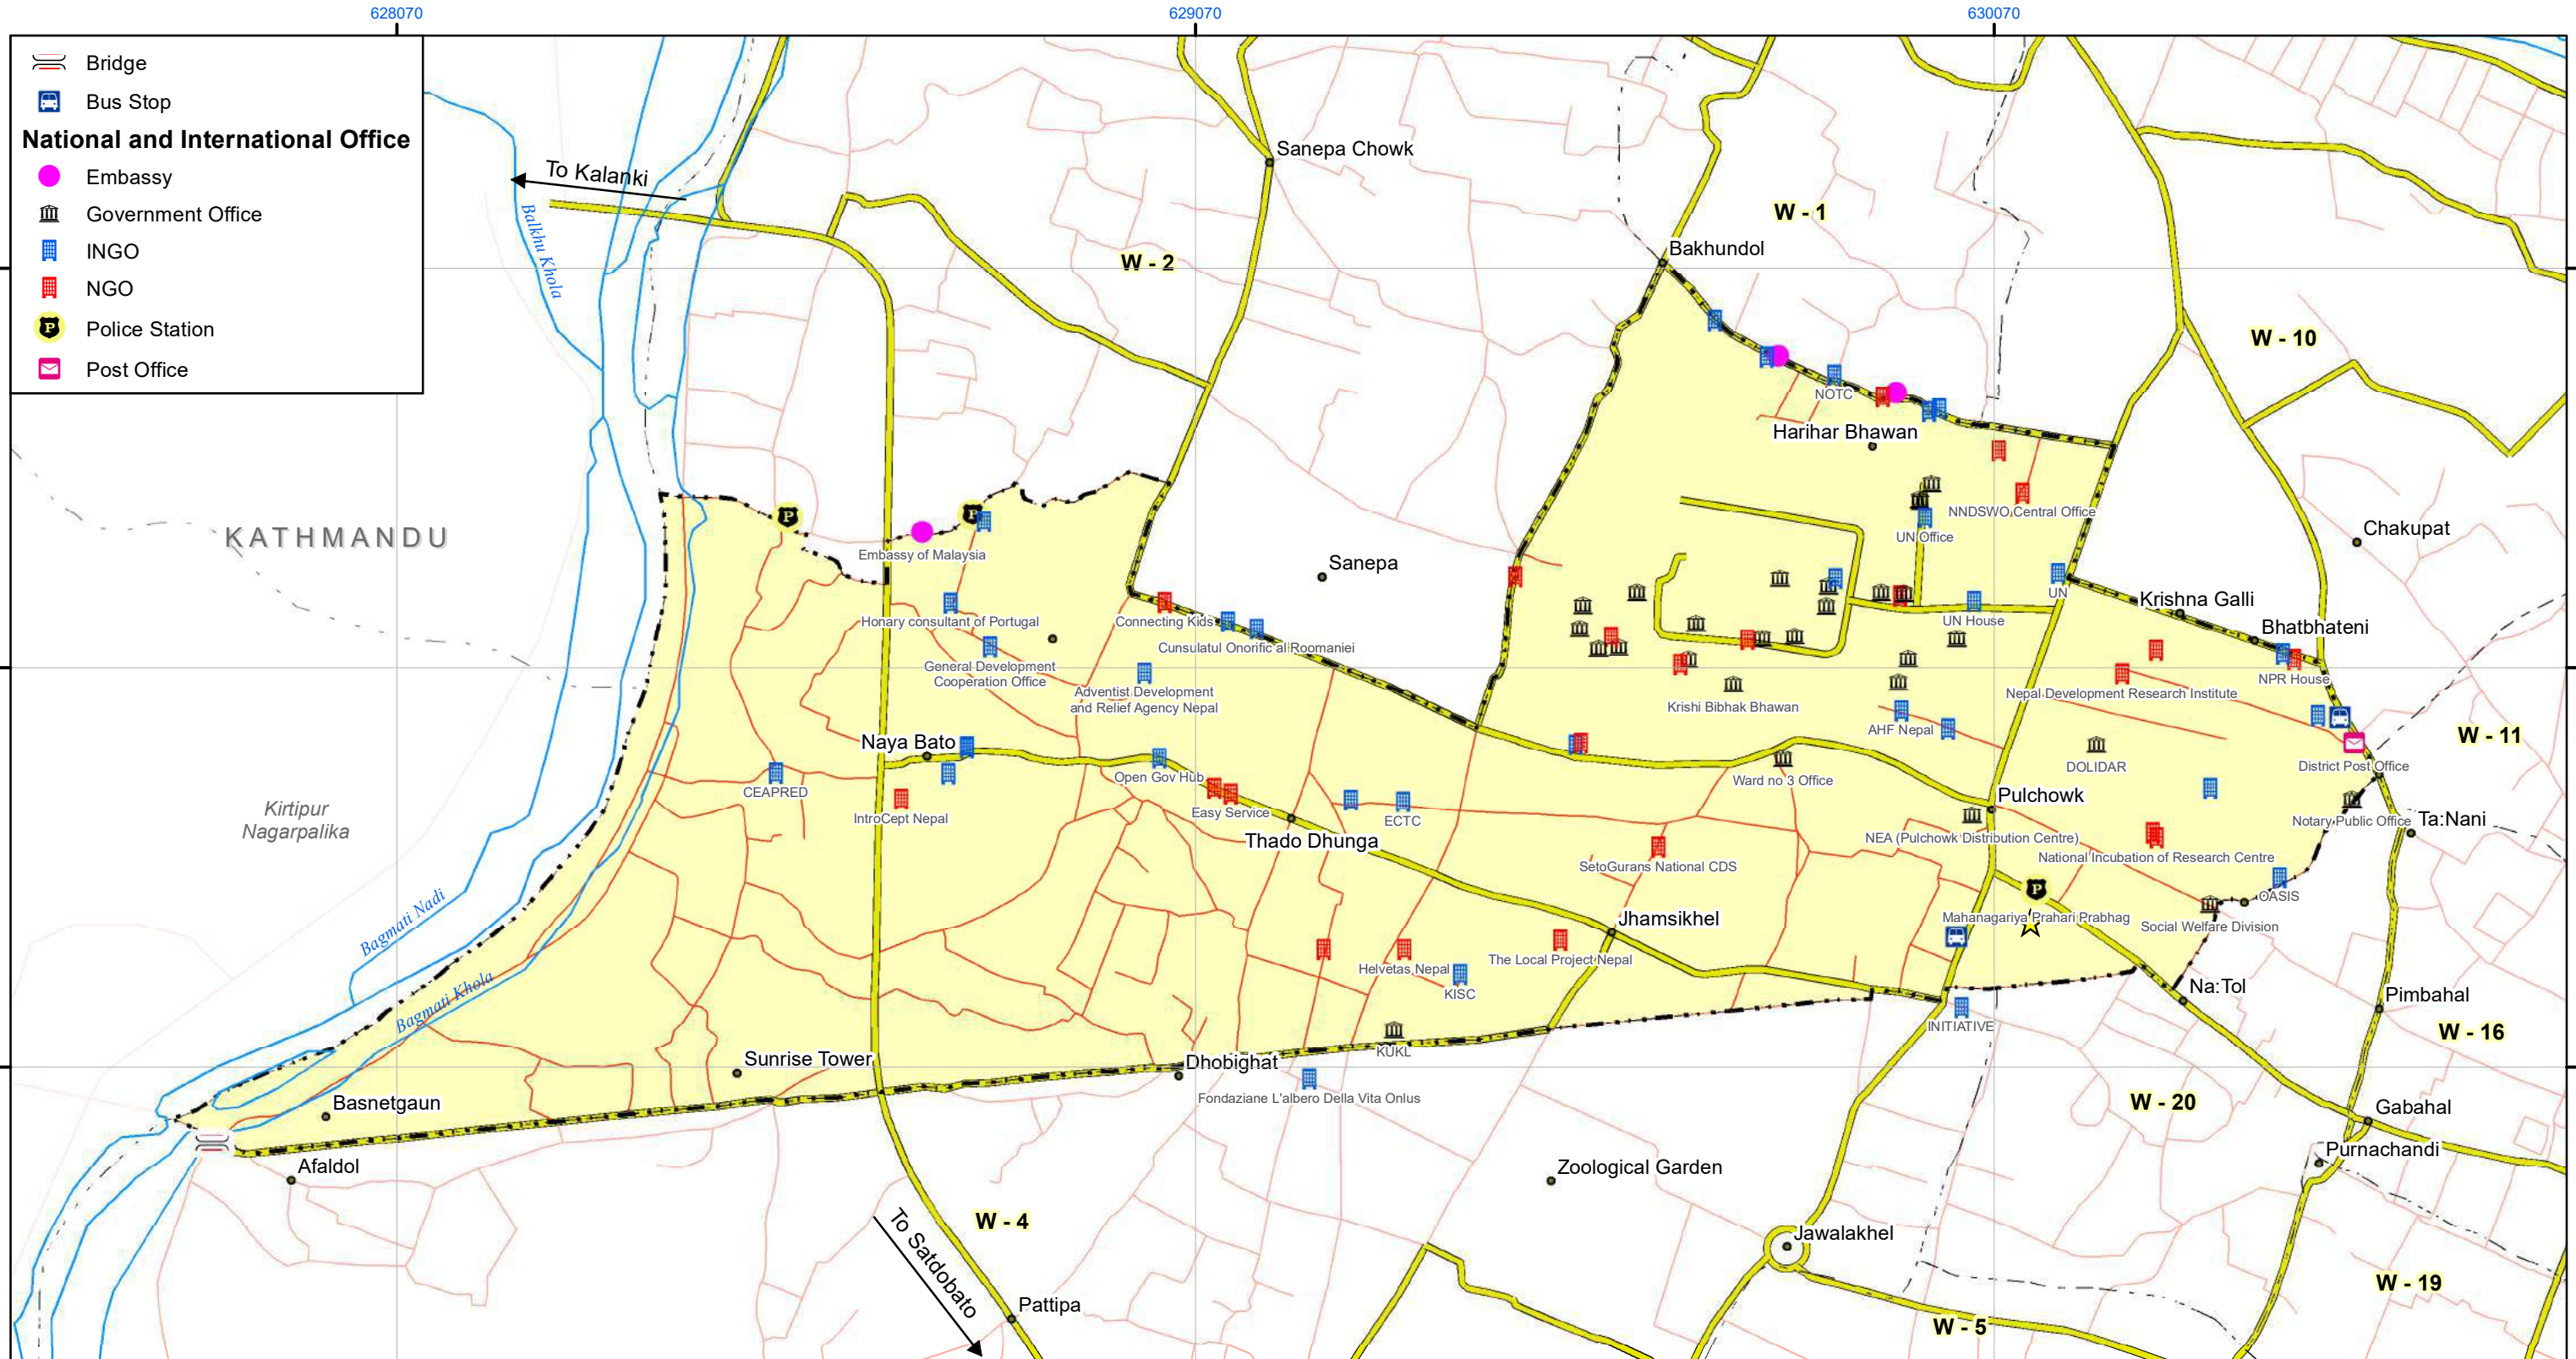 628070
629070
630070
Bridge
Bus Stop
National and International Office
Embassy
Government Office
INGO
NGO
Police Station
Post Office
To Kalanki
Balkhu Khola
Sanepa Chowk
W - 1
Bakhundol
W - 2
W - 10
NOTC
Harihar Bhawan
KATHMANDU
NNDSWO Central Office
Chakupat
UN Office
Embassy of Malaysia
Sanepa
UN
Krishna Galli
Honary consultant of Portugal
Connecting Kids
UN House
Bhatbhateni
Cunsulatul Onorific al Roomaniei
General Development
Cooperation Office
NPR House
Adventist Development
and Relief Agency Nepal
Nepal Development Research Institute
Krishi Bibhak Bhawan
AHF Nepal
W - 11
Naya Bato
DOLIDAR
District Post Office
Open Gov Hub
Ward no 3 Office
CEAPRED
Pulchowk
Kirtipur
Nagarpalika
IntroCept Nepal
Easy Service
ECTC
Notary Public Office
Ta:Nani
Thado Dhunga
NEA (Pulchowk Distribution Centre)
National Incubation of Research Centre
SetoGurans National CDS
OASIS
Bagmati Nadi
Jhamsikhel
Mahanagariya Prahari Prabhag
Social Welfare Division
The Local Project Nepal
Helvetas Nepal
KISC
Na:Tol
Pimbahal
Bagmati Khola
INITIATIVE
W - 16
KUKL
Sunrise Tower
Dhobighat
Fondaziane L'albero Della Vita Onlus
Basnetgaun
W - 20
Gabahal
Purnachandi
Afaldol
Zoological Garden
W - 4
Jawalakhel
To Satdobato
W - 19
Pattipa
W - 5